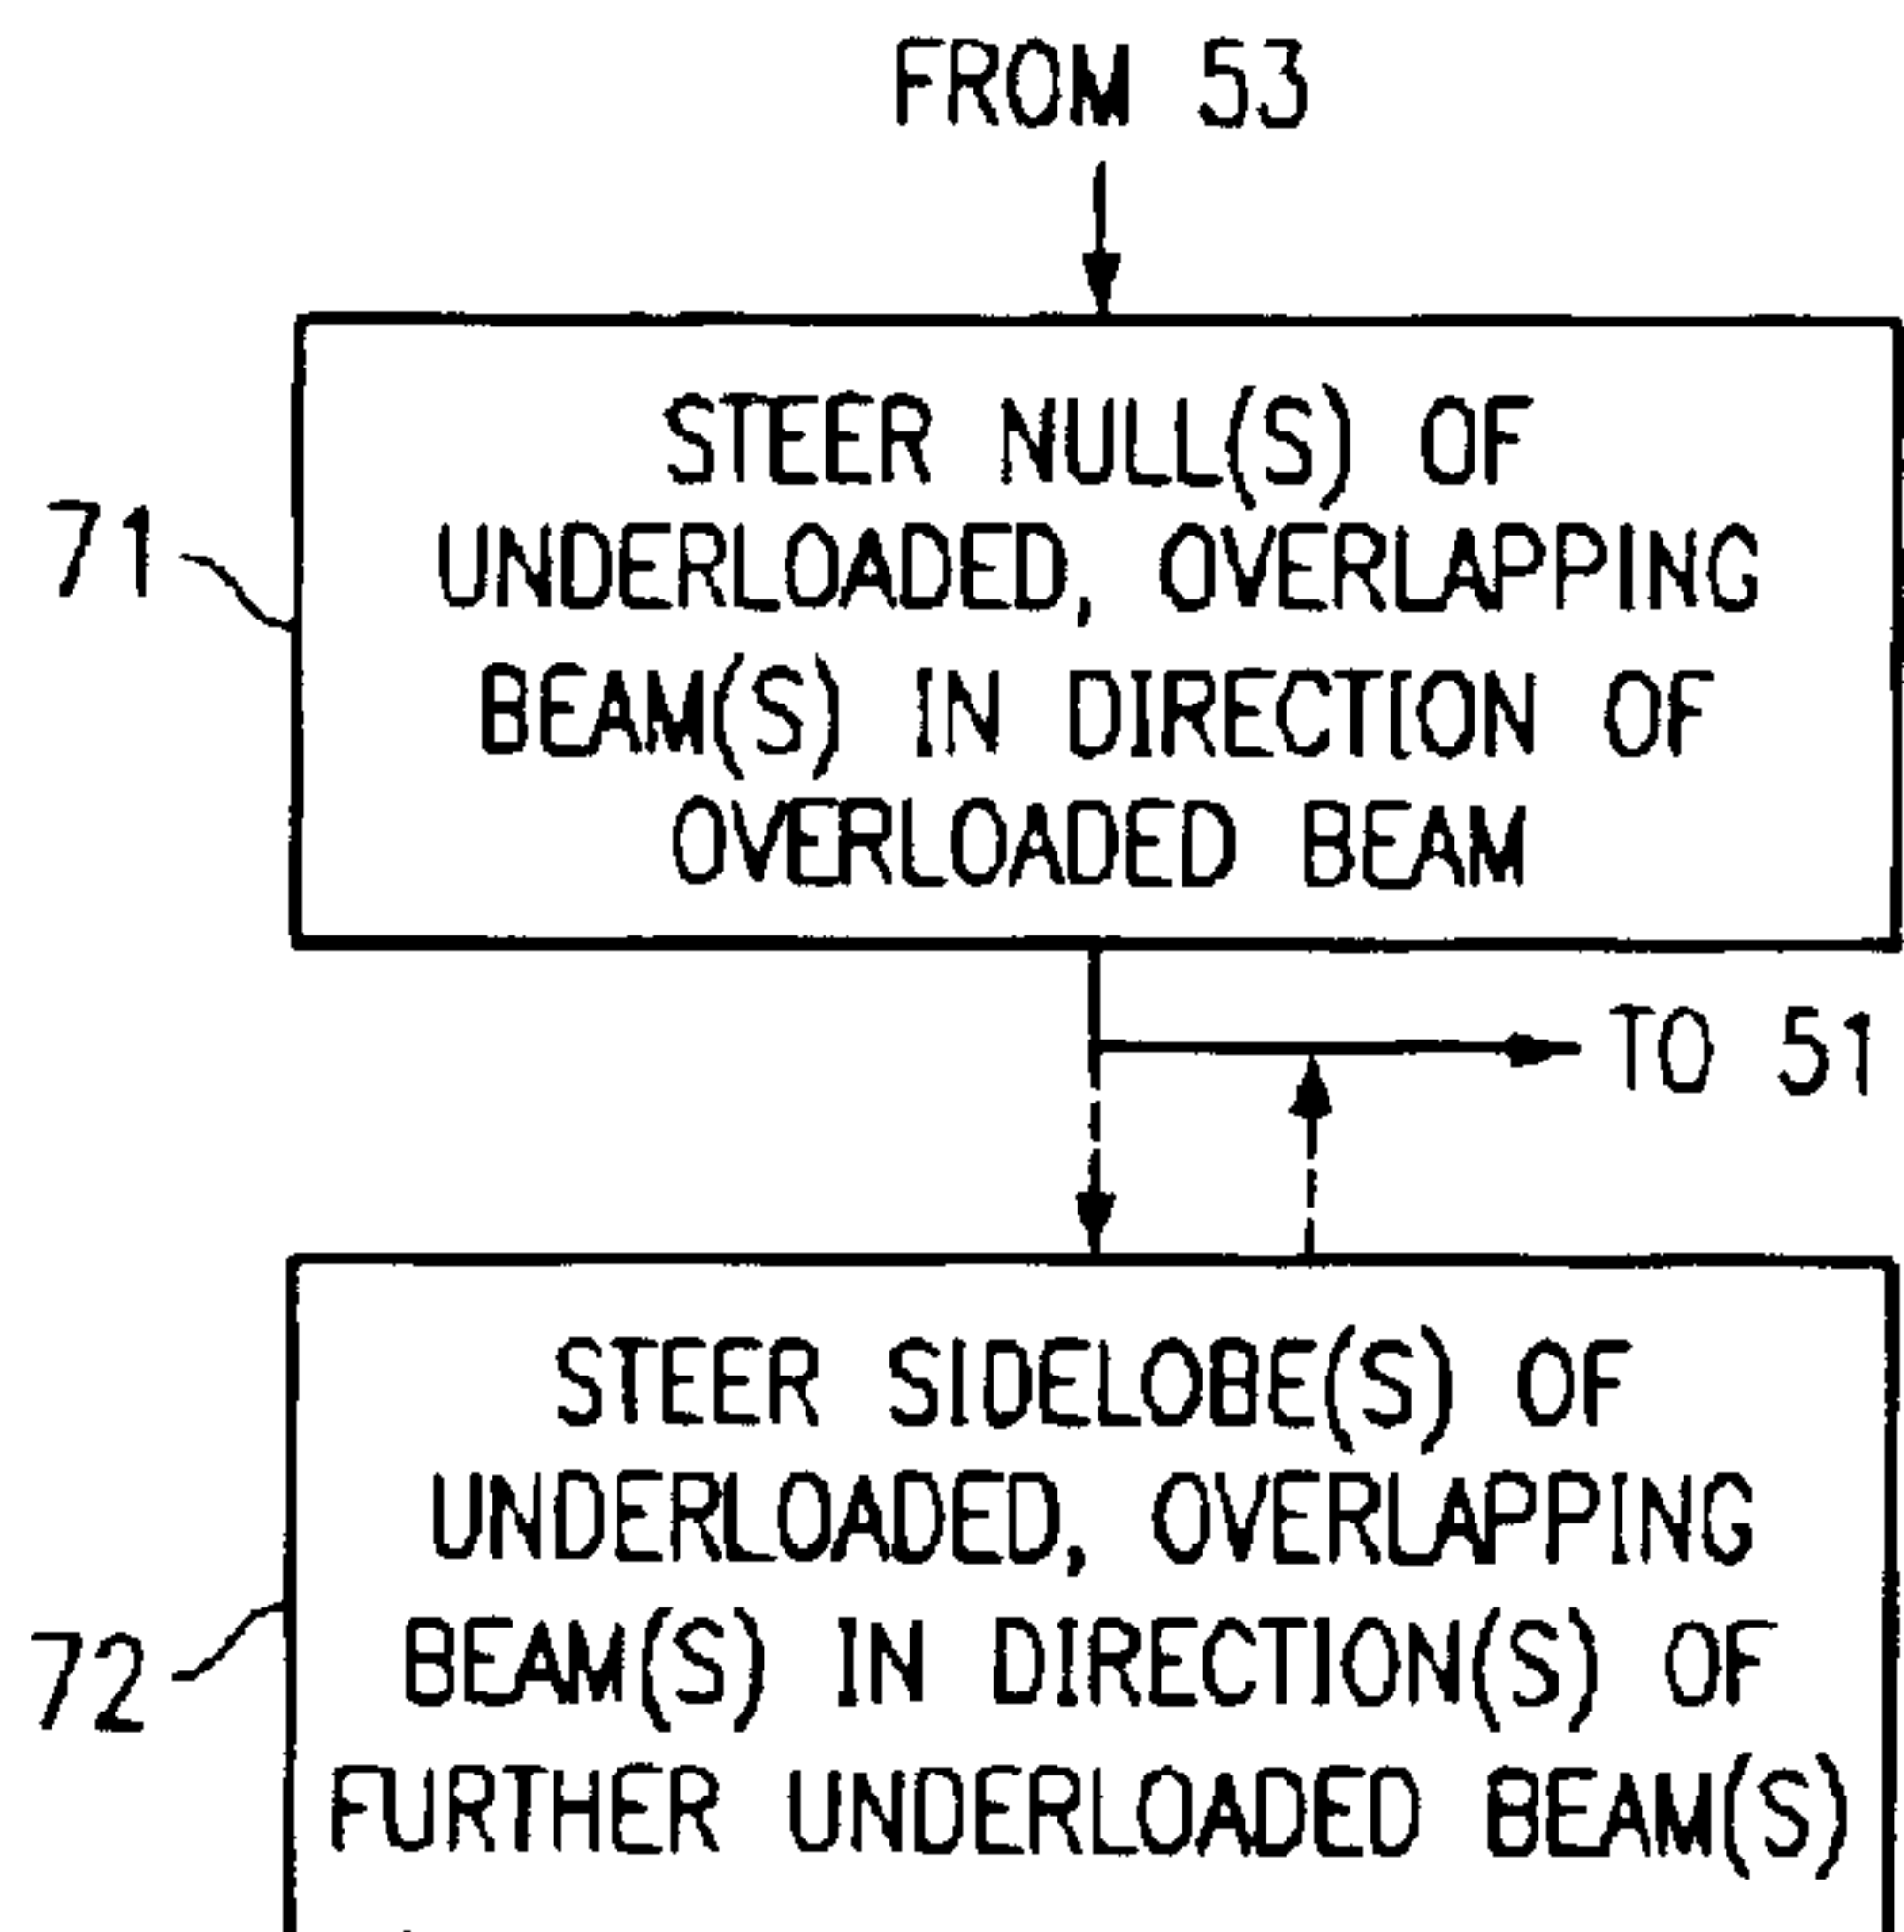 FROM 53
STEER NULL(S) OF
UNDERLOADED, OVERLAPPING
BEAM(S) IN DIRECTION OF
OVERLOADED BEAM
71
TO 51
STEER SIDELOBE(S) OF
UNDERLOADED, OVERLAPPING
BEAM(S) IN DIRECTION(S) OF
FURTHER UNDERLOADED BEAM(S)
72